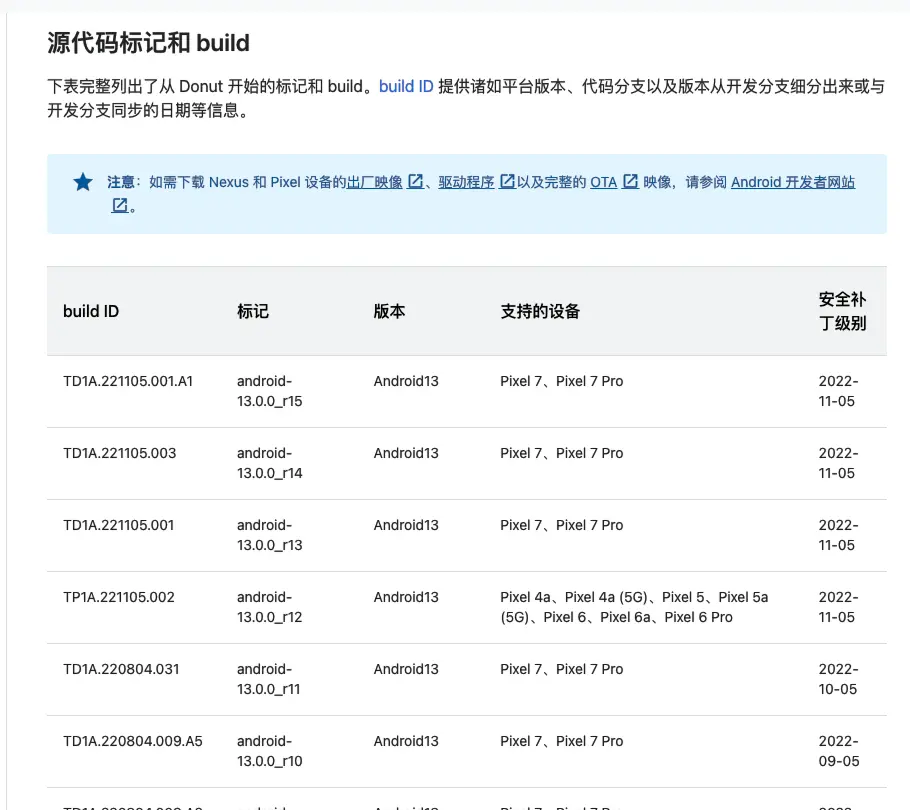 源代码标记和 build
下表完整列出了从 Donut 开始的标记和 build。build ID 提供诸如平台版本、代码分支以及版本从开发分支细分出来或与
开发分支同步的日期等信息。
注意：如需下载 Nexus 和 Pixel 设备的出厂映像、驱动程序以及完整的 OTA 映像，请参阅 Android 开发者网站
。
build ID 标记 版本 支持的设备 安全补
丁级别
TD1A.221105.001.A1 android- Android13 Pixel 7、Pixel 7 Pro 2022-
13.0.0_r15 11-05
TD1A.221105.003 android- Android13 Pixel 7、Pixel 7 Pro 2022-
13.0.0_r14 11-05
TD1A.221105.001 android- Android13 Pixel 7、Pixel 7 Pro 2022-
13.0.0_r13 11-05
TP1A.221105.002 android- Android13 Pixel 4a、Pixel 4a (5G)、Pixel 5、Pixel 5a 2022-
13.0.0_r12 (5G)、Pixel 6、Pixel 6a、Pixel 6 Pro 11-05
TD1A.220804.031 android- Android13 Pixel 7、Pixel 7 Pro 2022-
13.0.0_r11 10-05
TD1A.220804.009.A5 android- Android13 Pixel 7、Pixel 7 Pro 2022-
13.0.0_r10 09-05